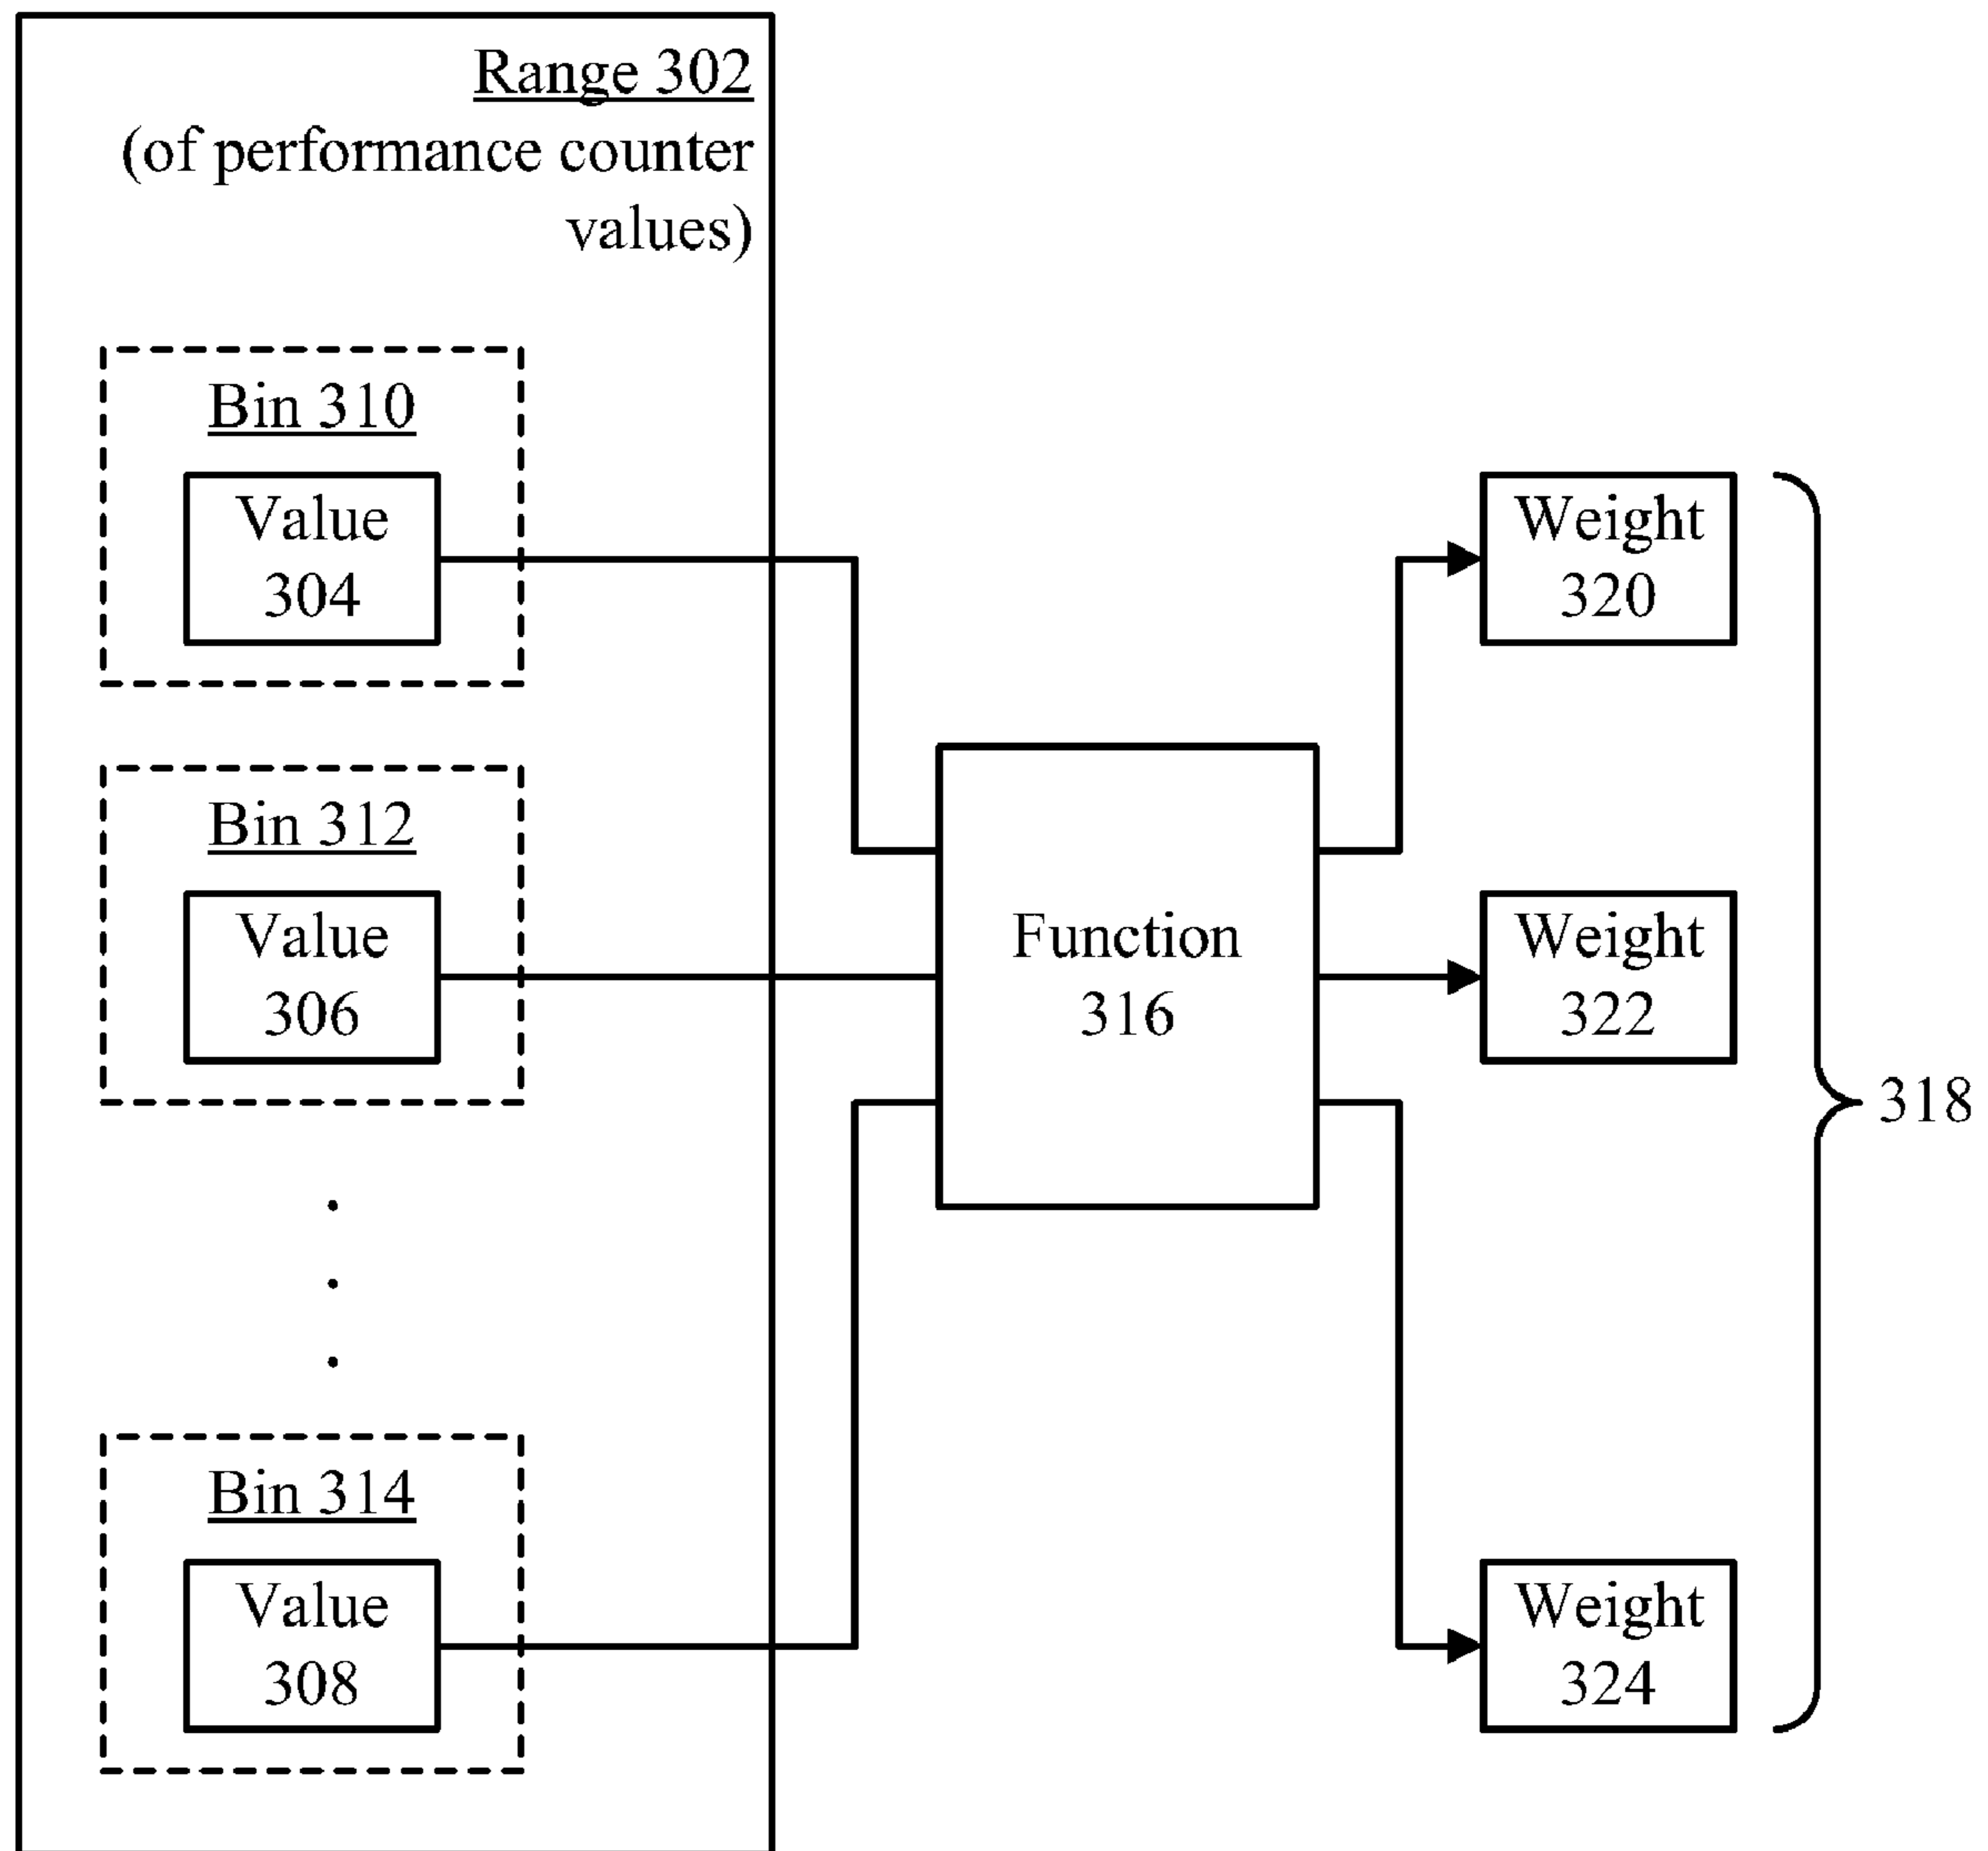 Range 302
(of performance counter
values)
Bin 310
Value
304
Bin 312
Value
306
.
.
.
Bin 314
Value
308
Function
316
Weight
320
Weight
322
Weight
324
318